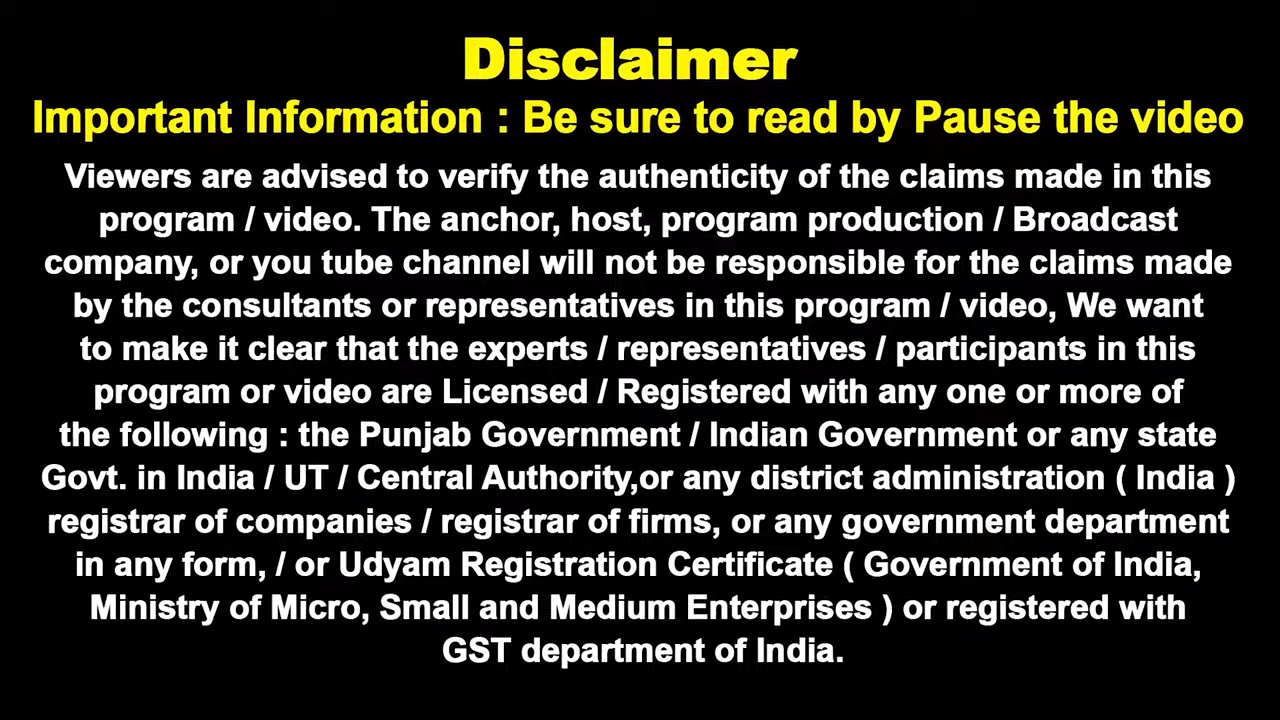 Disclaimer
Important Information : Be sure to read by Pause the video
Viewers are advised to verify the authenticity of the claims made in this
program / video. The anchor, host, program production / Broadcast
company, or you tube channel will not be responsible for the claims made
by the consultants or representatives in this program / video, We want
to make it clear that the experts / representatives / participants in this
program or video are Licensed / Registered with any one or more of
the following : the Punjab Government / Indian Government or any state
Govt. in India / UT / Central Authority,or any district administration ( India )
registrar of companies / registrar of firms, or any government department
in any form, / or Udyam Registration Certificate ( Government of India,
Ministry of Micro, Small and Medium Enterprises ) or registered with
GST department of India.